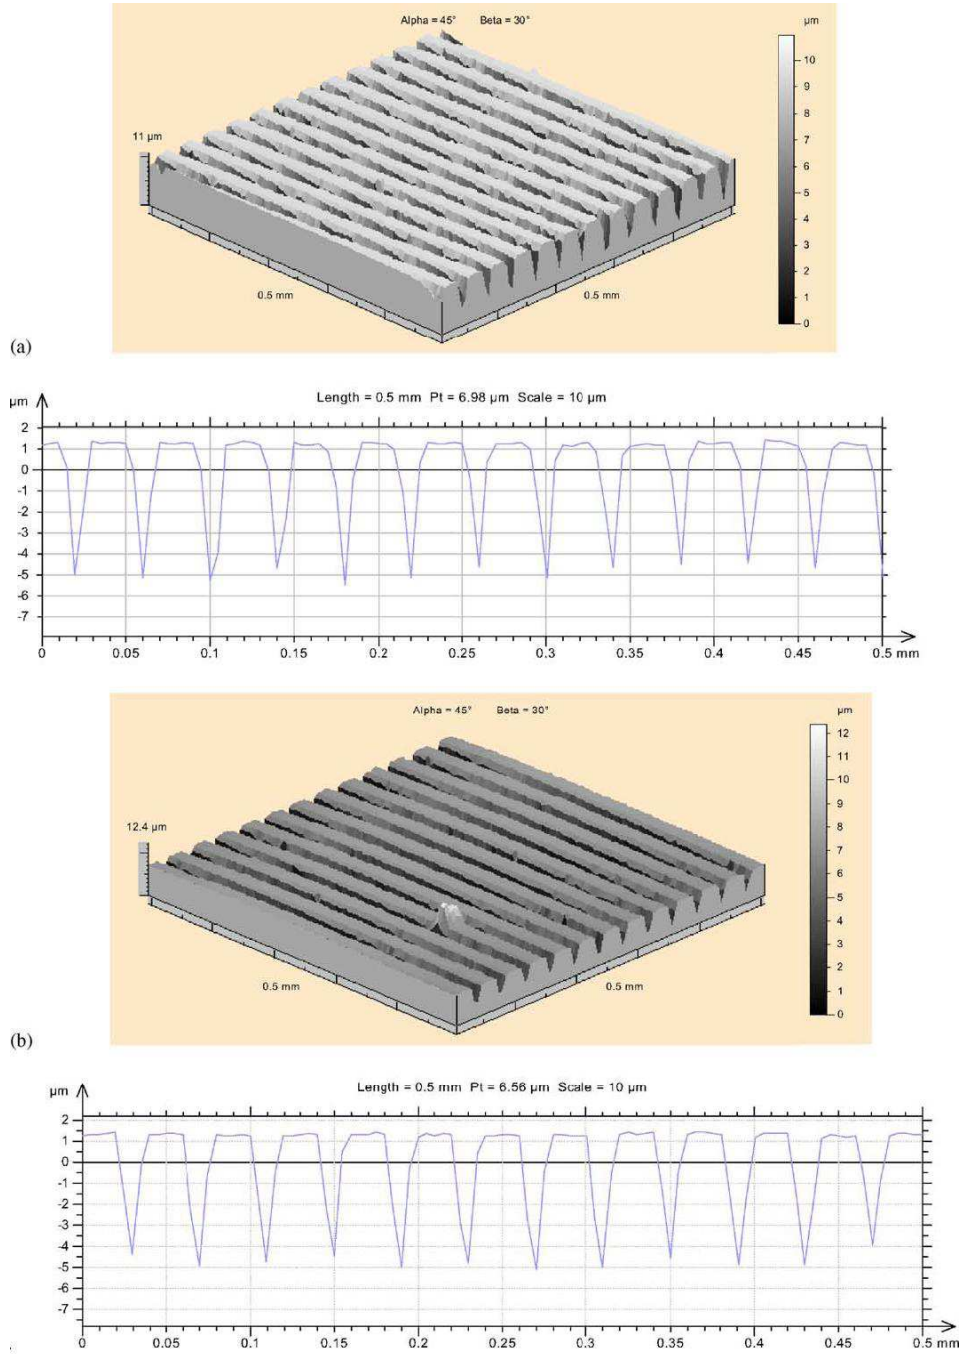 Alpha = 45° Beta = 30°
µm
10
9
8
7
6
5
4
3
2
1
0
11 µm
0.5 mm
0.5 mm
(a)
Length = 0.5 mm Pt = 6.98 µm Scale = 10 µm
µm
2
1
0
-1
-2
-3
-4
-5
-6
-7
0 0.05 0.1 0.15 0.2 0.25 0.3 0.35 0.4 0.45 0.5 mm
Alpha = 45° Beta = 30°
µm
12
11
10
9
8
7
6
5
4
3
2
1
0
12.4 µm
0.5 mm
0.5 mm
(b)
Length = 0.5 mm Pt = 6.56 µm Scale = 10 µm
µm
2
1
0
-1
-2
-3
-4
-5
-6
-7
0 0.05 0.1 0.15 0.2 0.25 0.3 0.35 0.4 0.45 0.5 mm